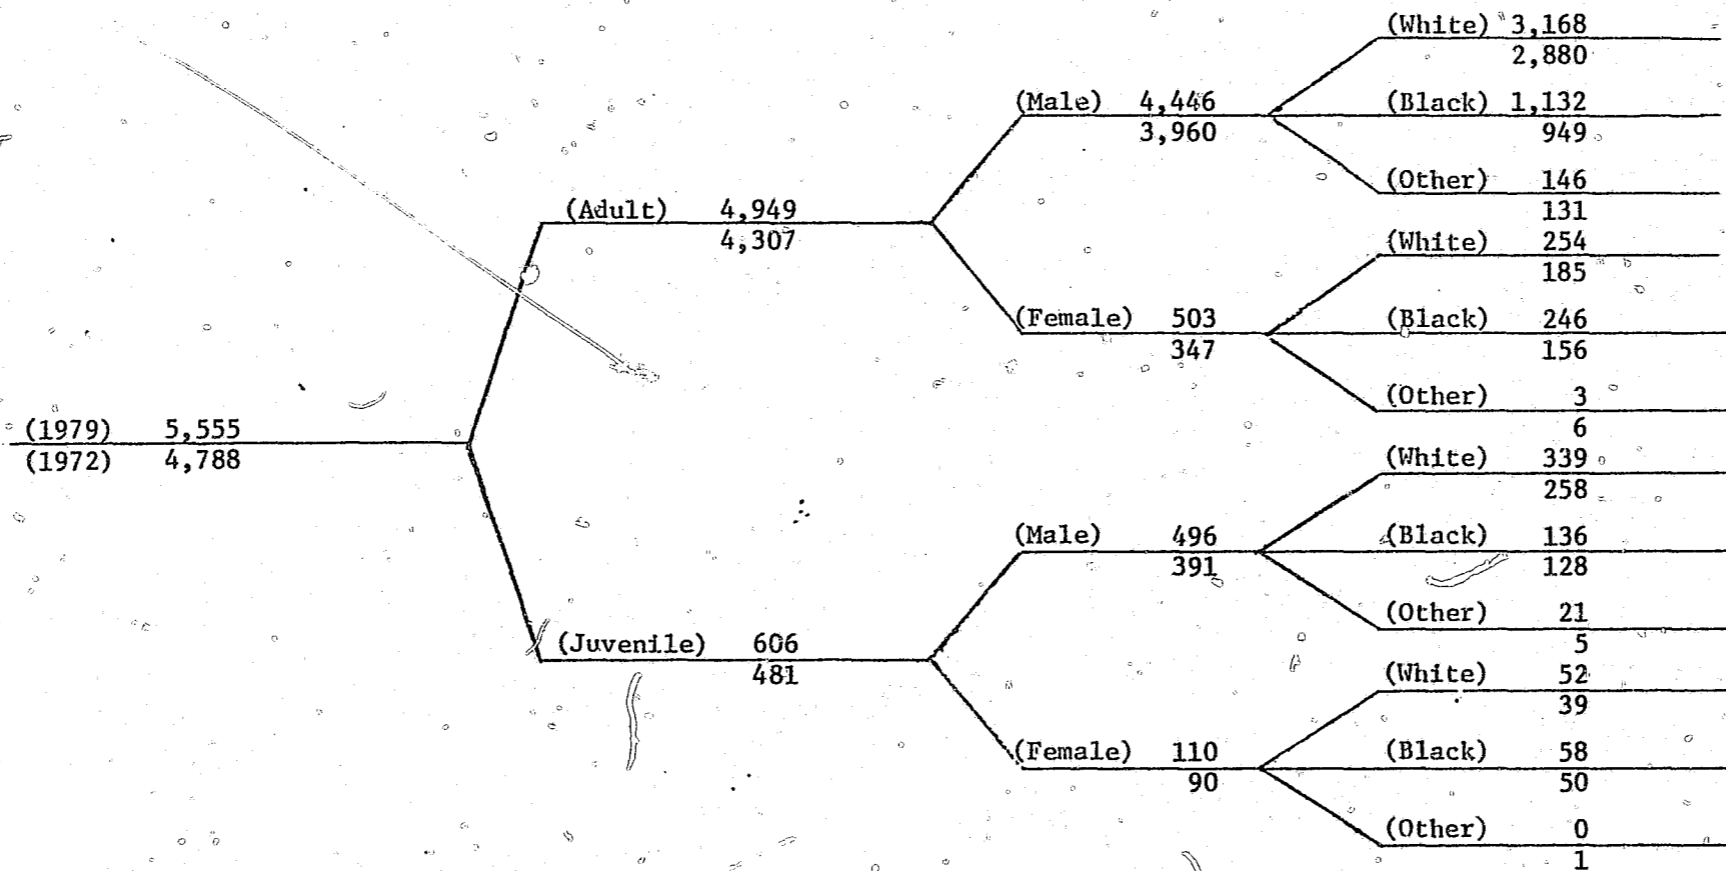 (White) 3,168
2,880
(Male) 4,446 (Black) 1,132
3,960 949
(Other) 146
(Adult) 4,949 131
4,307 (White) 254
185
(Female) 503 (Black) 246
347 156
(Other) 3
(1979) 5,555 6
(1972) 4,788 (White) 339
258
(Male) 496 (Black) 136
391 128
(Other) 21
(Juvenile) 606 5
481 (White) 52
39
(Female) 110 (Black) 58
90 50
(Other) 0
1